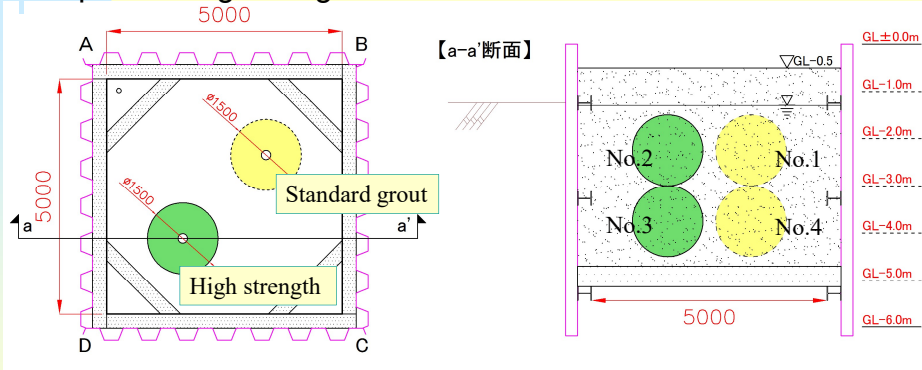 5000
A
B
ø1500
Standard grout
5000
ø1500
a
a'
High strength
D
C
【a-a'断面】
GL±0.0m
GL-0.5
GL-1.0m
GL-2.0m
No.2
No.1
GL-3.0m
No.3
No.4
GL-4.0m
GL-5.0m
5000
GL-6.0m